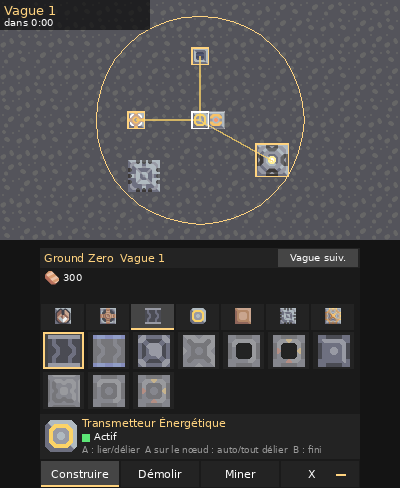 Vague 1
dans 0:00
Ground Zero Vague 1
Vague suiv.
300
Transmetteur Énergétique
Actif
A : lier/délier A sur le nœud : auto/tout délier B : fini
Construire
Démolir
Miner
X